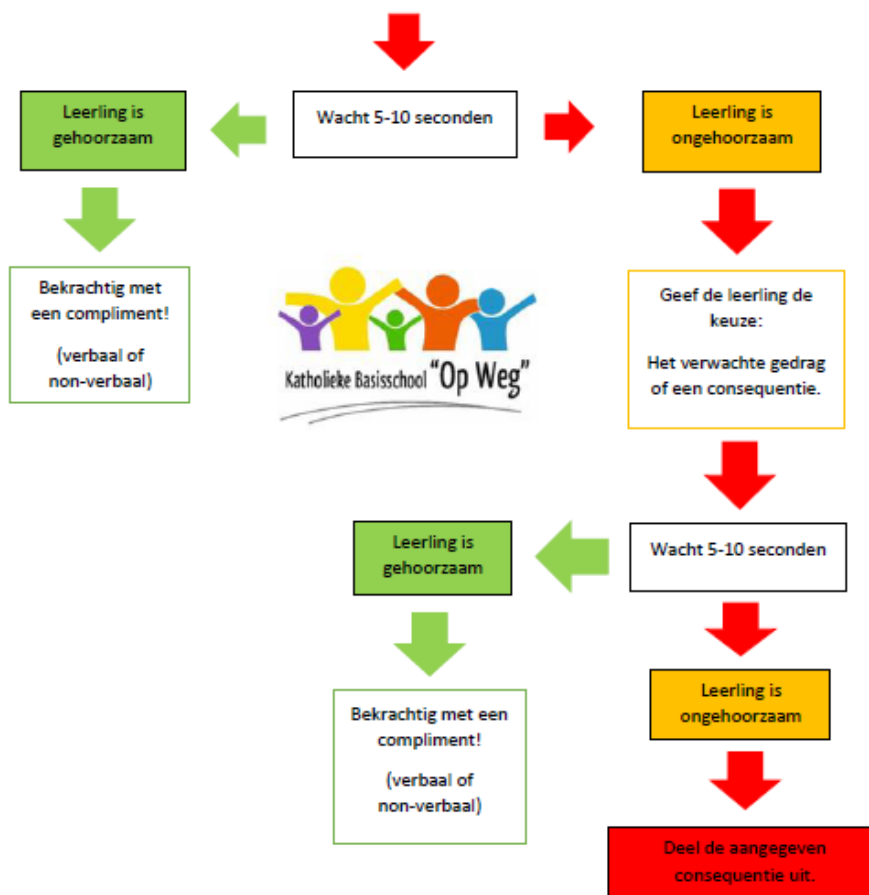 Leerling is
gehoorzaam
Wacht 5-10 seconden
Leerling is
ongehoorzaam
Bekrachtig met
een compliment!
(verbaal of
non-verbaal)
Katholieke Basisschool "Op Weg"
Geef de leerling de
keuze:
Het verwachte gedrag
of een consequentie.
Leerling is
gehoorzaam
Wacht 5-10 seconden
Bekrachtig met een
compliment!
(verbaal of
non-verbaal)
Leerling is
ongehoorzaam
Deel de aangegeven
consequentie uit.